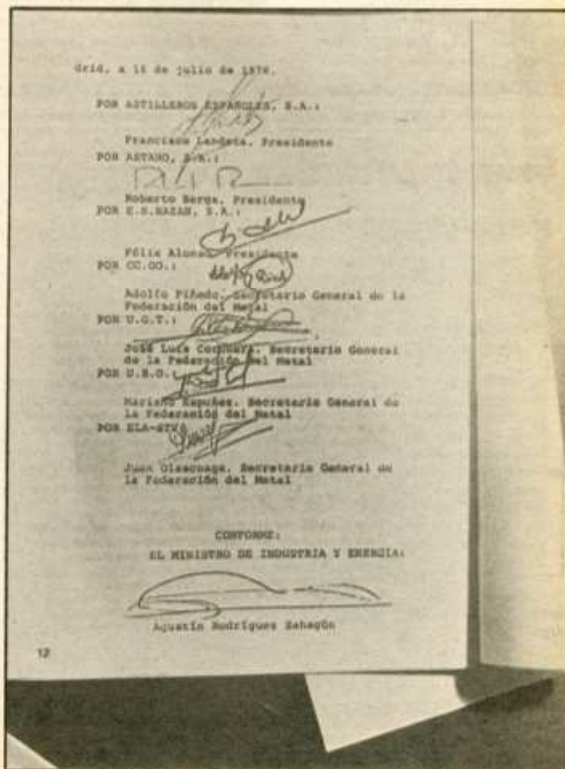 drid, a 16 de julio de 1978.
POR ASTILLEROS ESPAÑOLES, S.A.:
Francisco Landeta, Presidente
POR ASTANO, S.A.:
Roberto Berga, Presidente
POR E.N.BAZAN, S.A.:
Félix Alonso, Presidente
POR CC.OO.:
Adolfo Piñedo, Secretario General de la
Federación del Metal
POR U.G.T.:
José Luis Corcuera, Secretario General
de la Federación del Metal
POR U.S.O.:
Mariano, Secretario General de
la Federación del Metal
POR ELA-STV:
Juan Olascoaga, Secretario General de
la Federación del Metal
CONFORME:
EL MINISTRO DE INDUSTRIA Y ENERGIA:
Agustín Rodríguez Sahagún
12